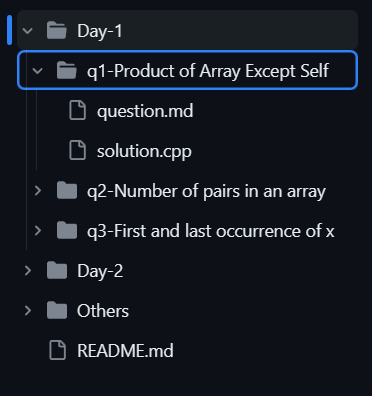 Day-1
q1-Product of Array Except Self
question.md
solution.cpp
q2-Number of pairs in an array
q3-First and last occurrence of x
Day-2
Others
README.md